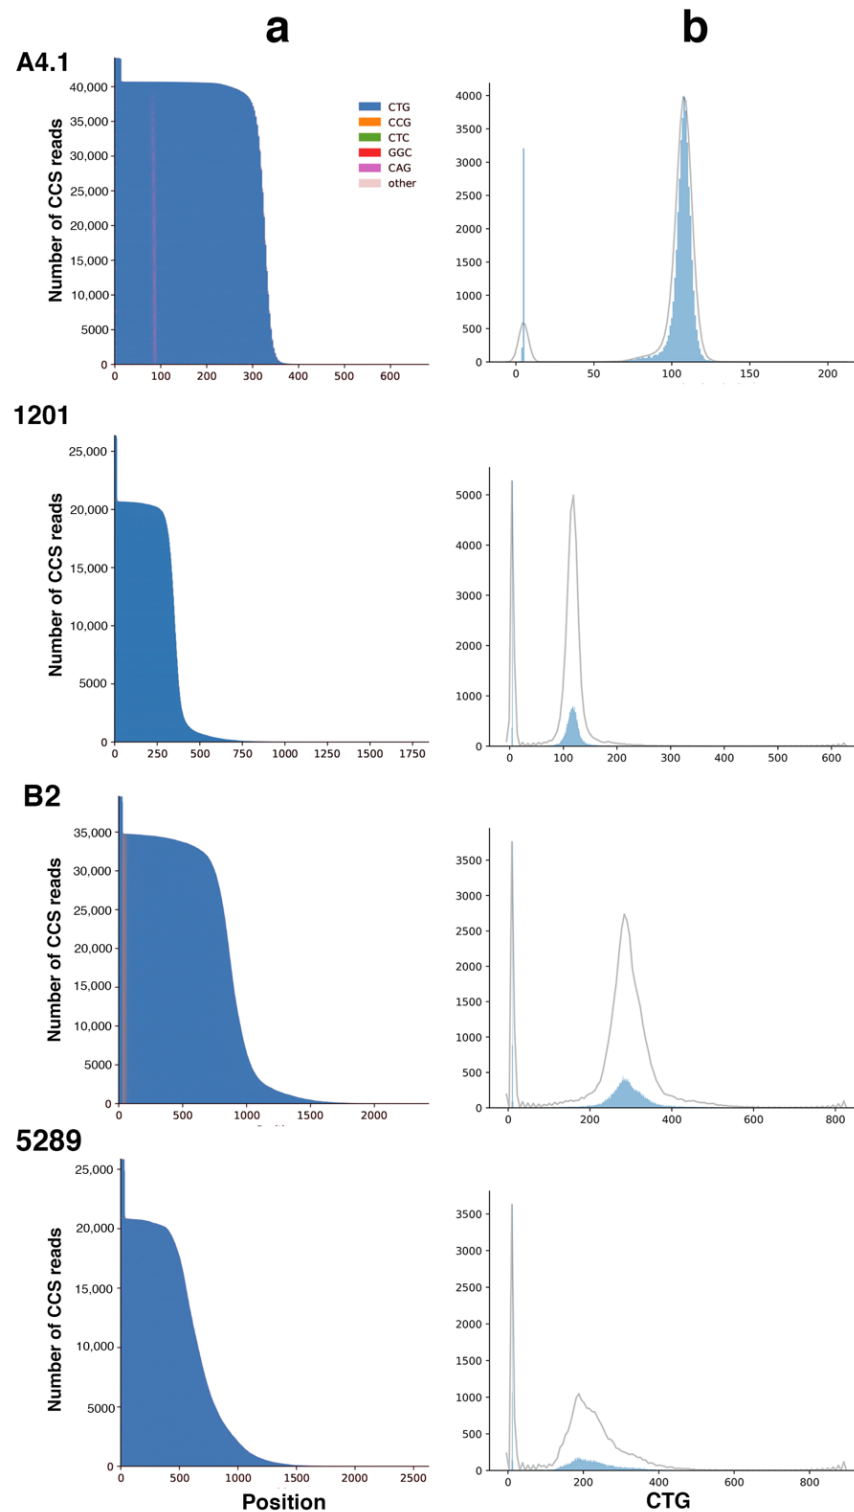 a
b
A4.1
Number of CCS reads
40,000
35,000
30,000
25,000
20,000
15,000
10,000
5000
0
0 100 200 300 400 500 600
CTG
CCG
CTC
GGC
CAG
other
4000
3500
3000
2500
2000
1500
1000
500
0
0 50 100 150 200
1201
Number of CCS reads
25,000
20,000
15,000
10,000
5000
0
0 250 500 750 1000 1250 1500 1750
5000
4000
3000
2000
1000
0
0 100 200 300 400 500 600
B2
Number of CCS reads
35,000
30,000
25,000
20,000
15,000
10,000
5000
0
0 500 1000 1500 2000
3500
3000
2500
2000
1500
1000
500
0
0 200 400 600 800
5289
Number of CCS reads
25,000
20,000
15,000
10,000
5000
0
0 500 1000 1500 2000 2500
Position
3500
3000
2500
2000
1500
1000
500
0
0 200 400 600 800
CTG